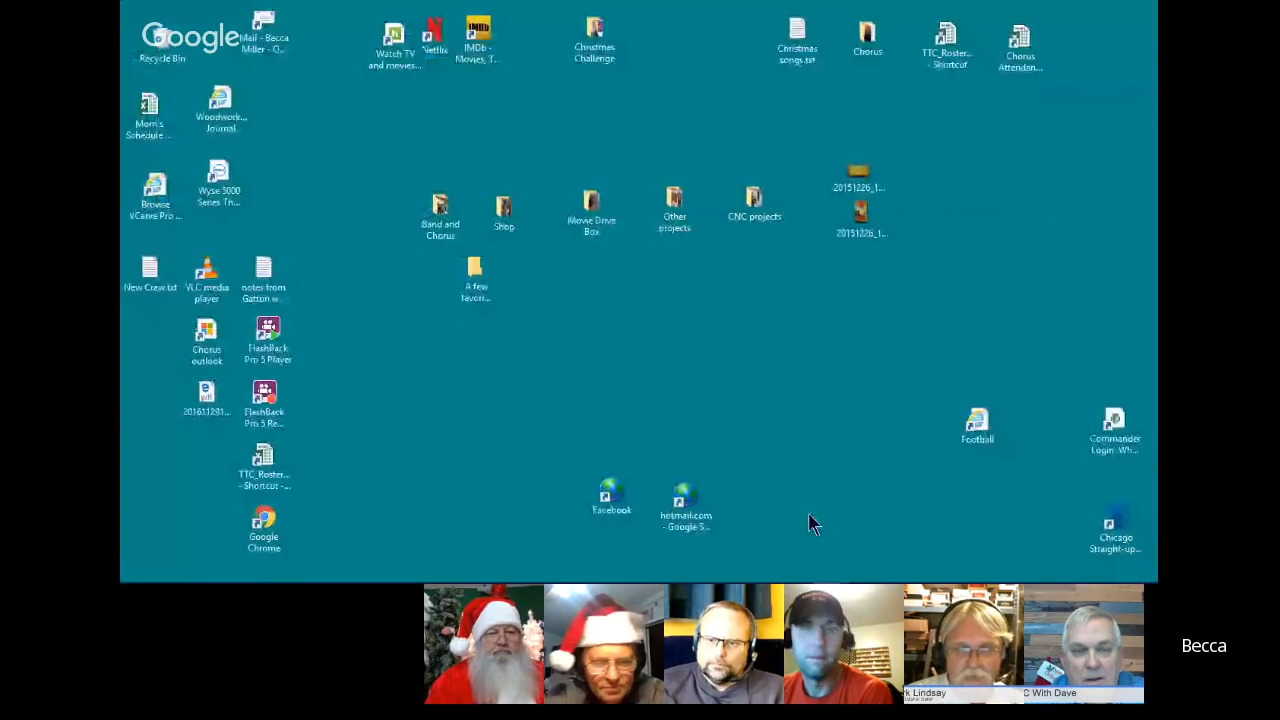 Google
Recycle Bin
Mail - Becca
Miller - O...
Watch TV
and movies...
Netflix
IMDb -
Movies, T...
Christmas
Challenge
Christmas
songs.txt
Chorus
TTC_Roster...
- Shortcut
Chorus
Attendan...
Mom's
Schedule ...
Woodwork...
Journal
Browse
VCarve Pro ...
Wyse 5000
Series Th...
Band and
Chorus
Shop
Movie Drive
Box
Other
projects
CNC projects
20151226_1...
20151226_1...
New Crew.txt
VLC media
player
notes from
Gatton w...
A few
favori...
Chorus
outlook
FlashBack
Pro 5 Player
201611291...
FlashBack
Pro 5 Re...
Football
Commander
Login Wh...
TTC_Roster...
- Shortcut -...
Facebook
hotmail.com
- Google S...
Google
Chrome
Chicago
Straight-up...
rk Lindsay
C With Dave
Becca